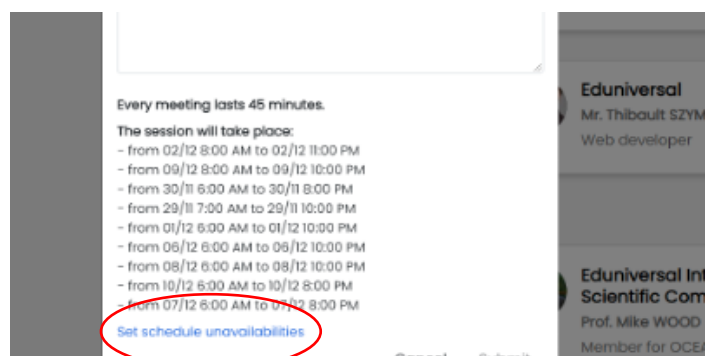 Every meeting lasts 45 minutes.
The session will take place:
- from 02/12 8:00 AM to 02/12 11:00 PM
- from 09/12 8:00 AM to 09/12 10:00 PM
- from 30/11 6:00 AM to 30/11 8:00 PM
- from 29/11 7:00 AM to 29/11 10:00 PM
- from 01/12 6:00 AM to 01/12 10:00 PM
- from 06/12 6:00 AM to 06/12 10:00 PM
- from 08/12 6:00 AM to 08/12 10:00 PM
- from 10/12 6:00 AM to 10/12 8:00 PM
- from 07/12 6:00 AM to 07/12 8:00 PM
Set schedule unavailabilities
Cancel Submit
Eduniversal
Mr. Thibault SZYM
Web developer
Eduniversal Int
Scientific Com
Prof. Mike WOOD
Member for OCEA